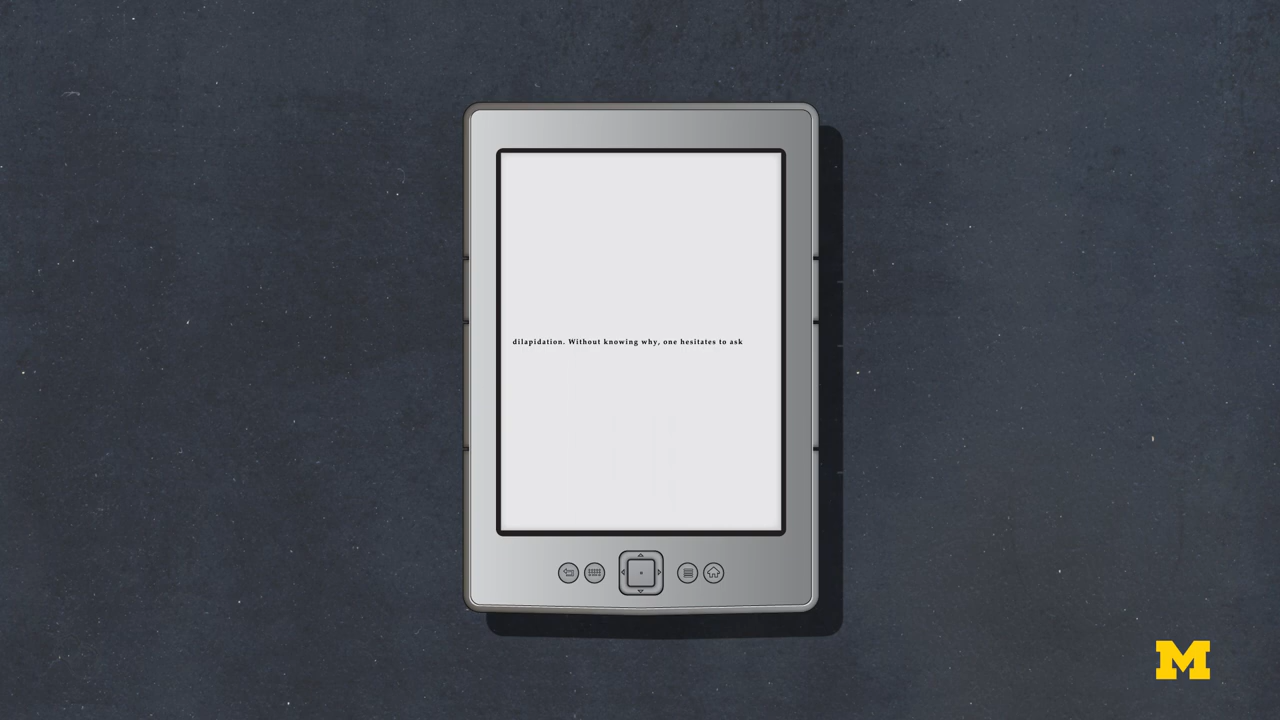 dilapidation. Without knowing why, one hesitates to ask
M